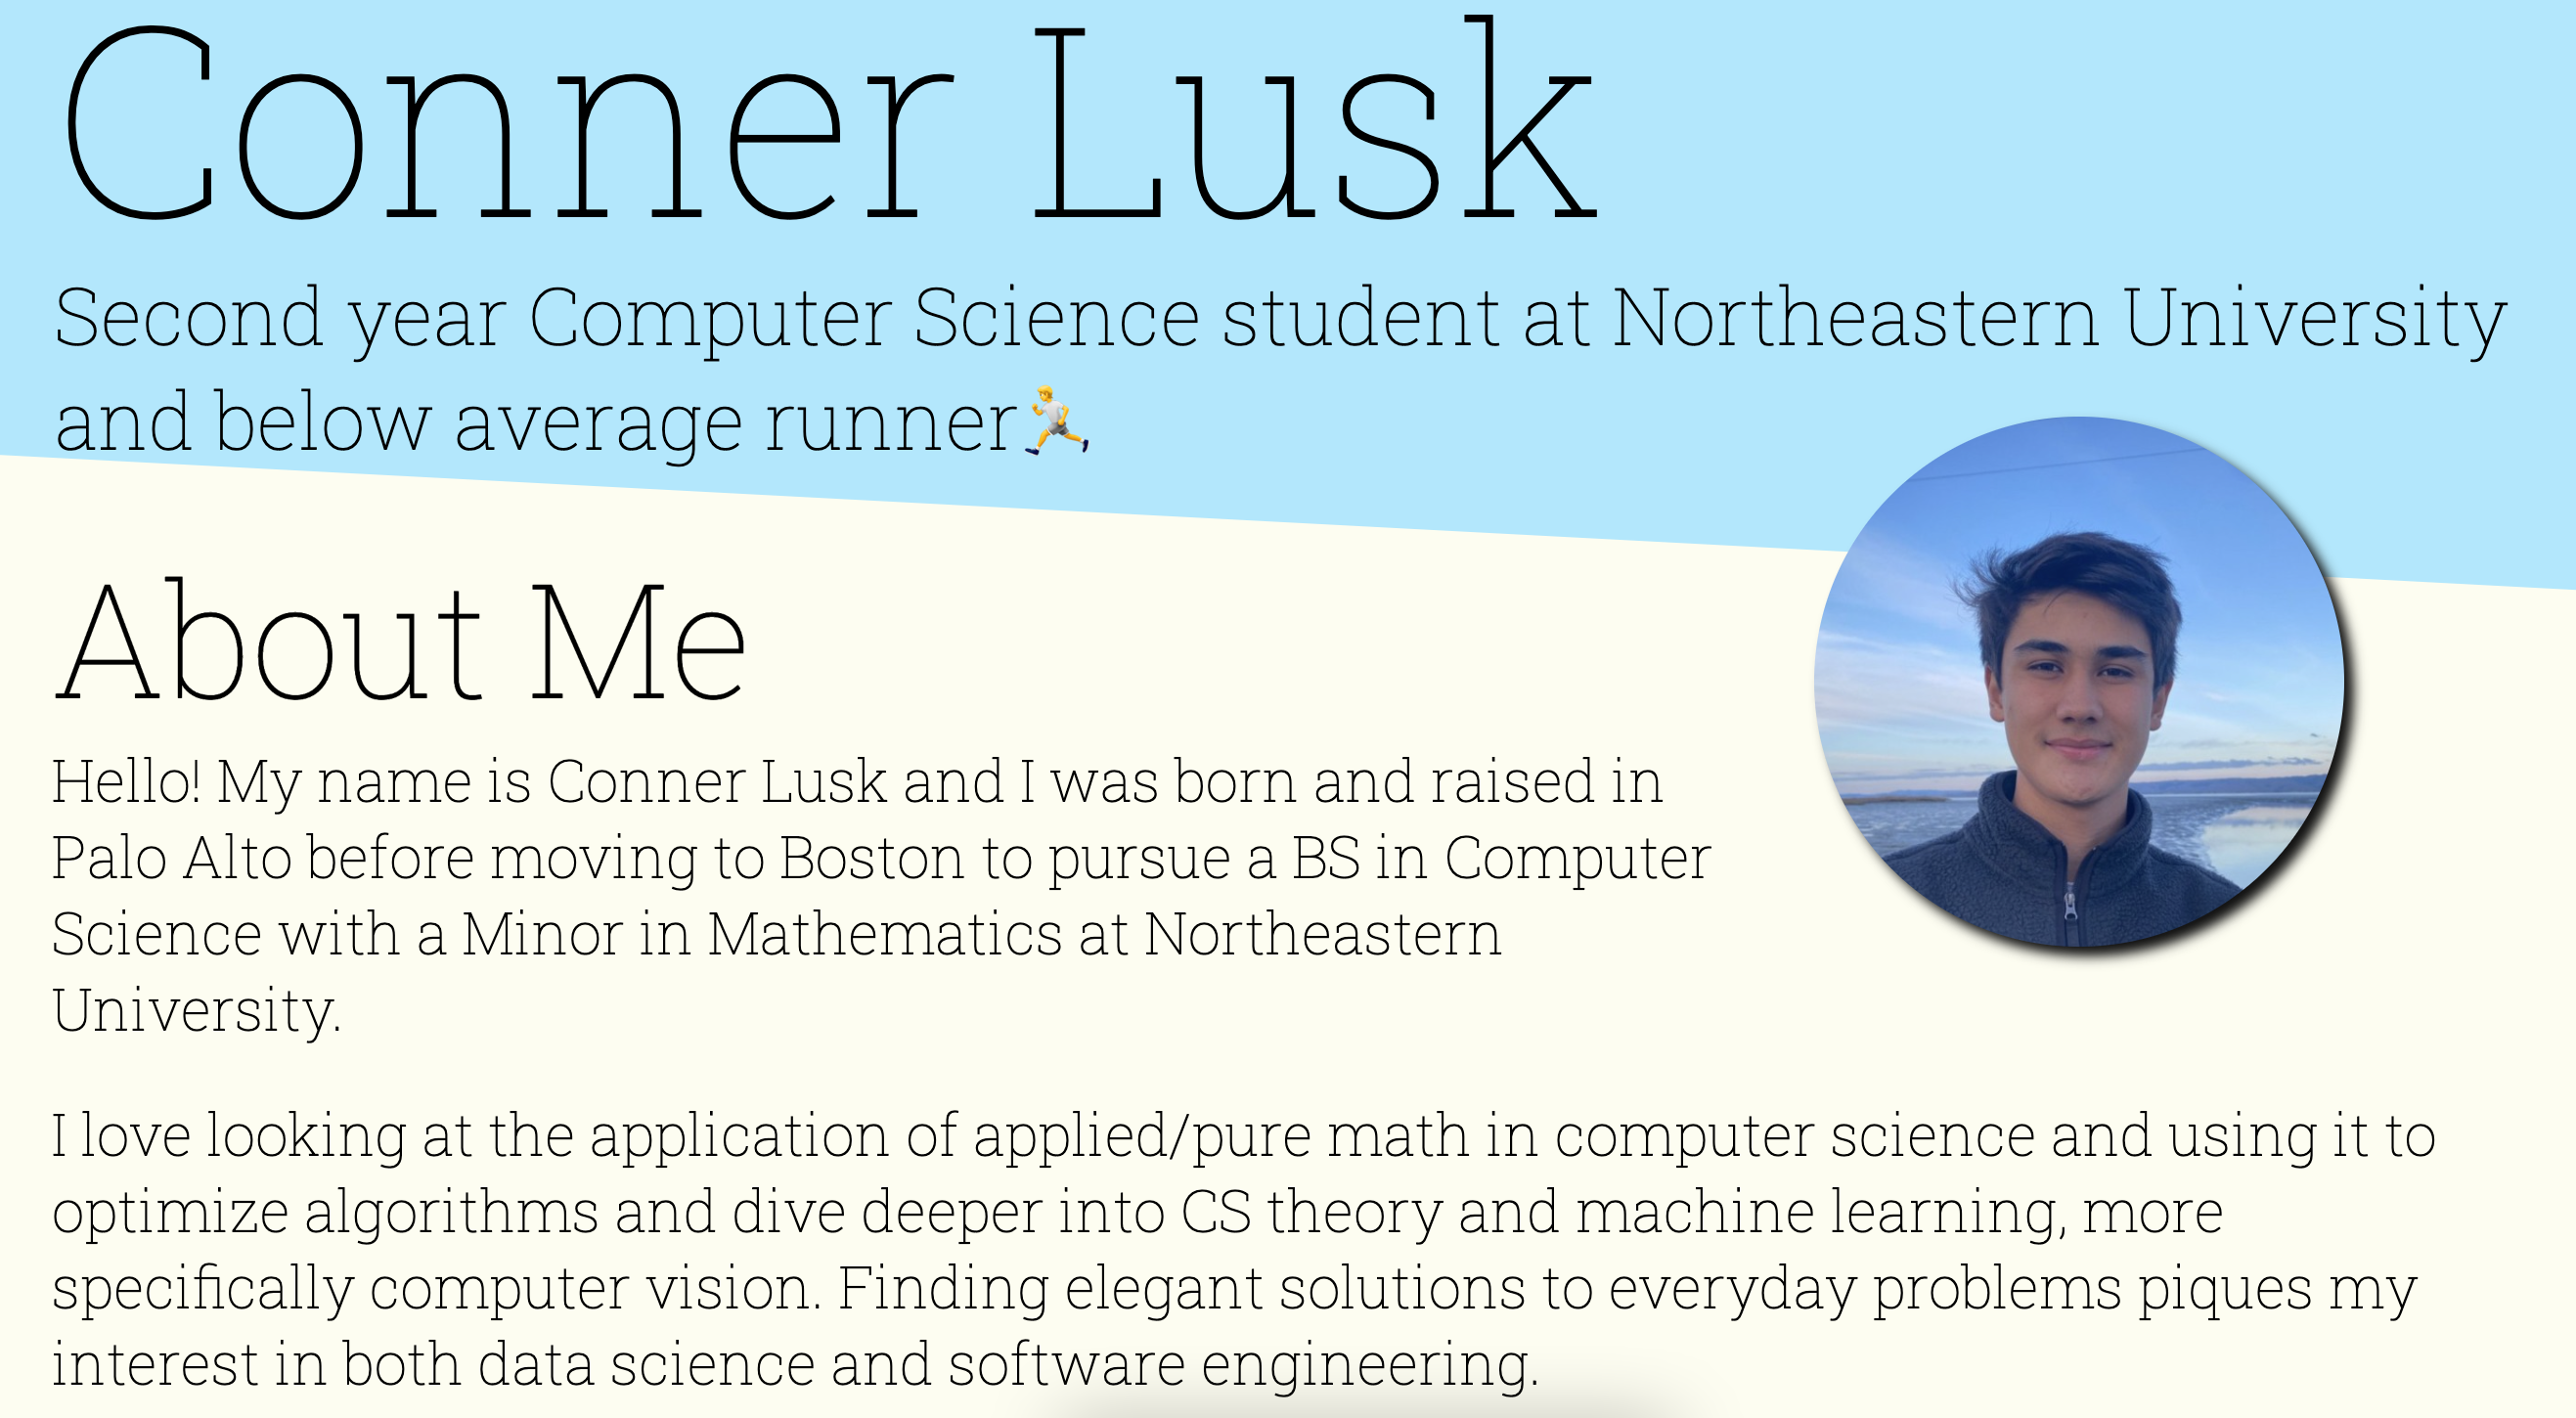 Conner Lusk
Second year Computer Science student at Northeastern University
and below average runner🏃
About Me
Hello! My name is Conner Lusk and I was born and raised in
Palo Alto before moving to Boston to pursue a BS in Computer
Science with a Minor in Mathematics at Northeastern
University.
I love looking at the application of applied/pure math in computer science and using it to
optimize algorithms and dive deeper into CS theory and machine learning, more
specifically computer vision. Finding elegant solutions to everyday problems piques my
interest in both data science and software engineering.